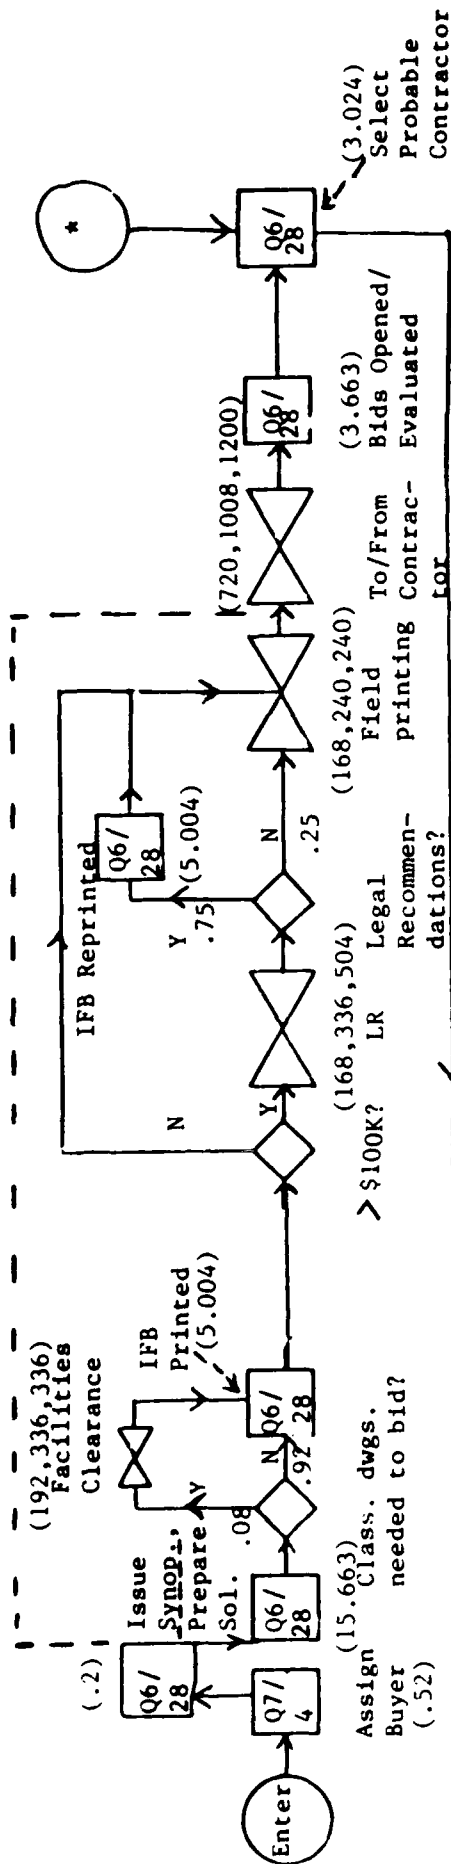 Enter
Q7/
4
Assign
Buyer
(.52)
(.2)
Q6/
28
Issue
Synop.,
Prepare
Sol.
Q6/
28
(15.663)
Class. dwgs.
needed to bid?
Y
.08
N
.92
(192,336,336)
Facilities
Clearance
IFB
Printed
(5.004)
Q6/
28
> $100K?
N
Y
(168,336,504)
LR
Legal
Recommen-
dations?
Y
.75
N
.25
IFB Reprinted
Q6/
28
(5.004)
(168,240,240)
Field
printing
(720,1008,1200)
To/From
Contrac-
tor
Q6/
28
(3.663)
Bids Opened/
Evaluated
*
Q6/
28
(3.024)
Select
Probable
Contractor